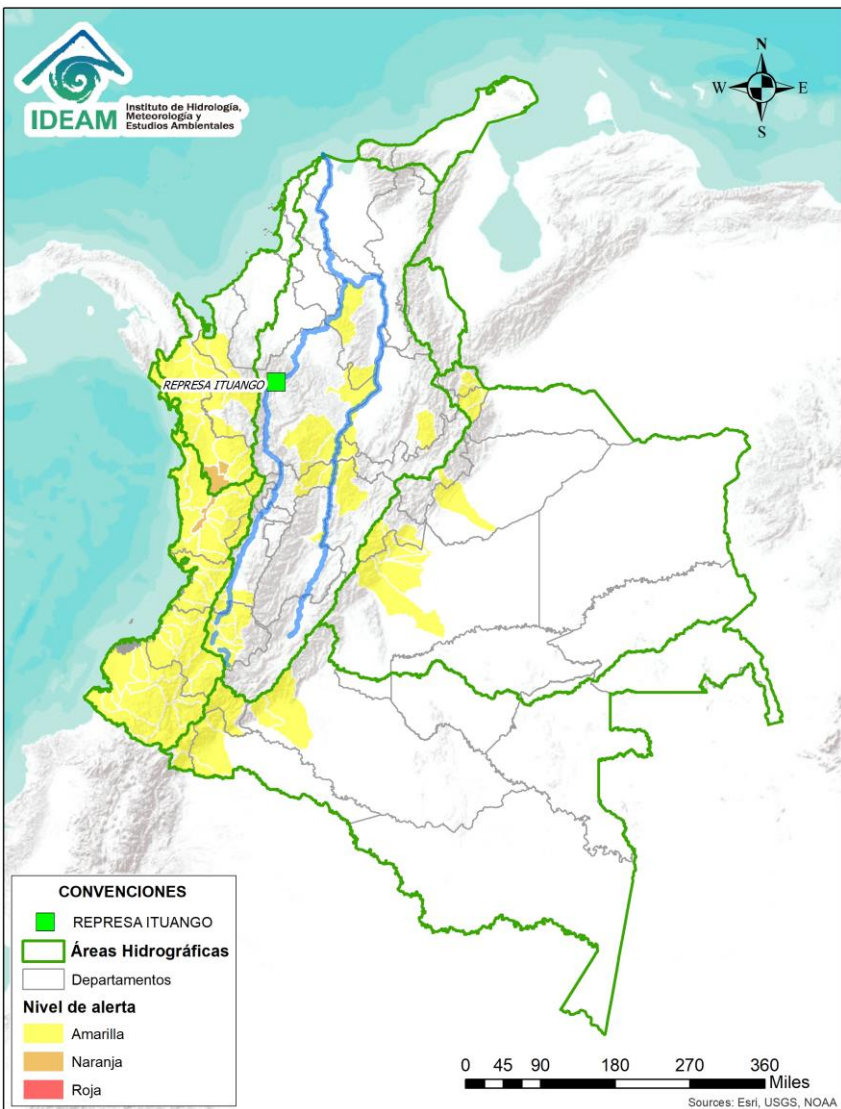 IDEAM
Instituto de Hidrología,
Meteorología y
Estudios Ambientales
N
W
E
S
REPRESA ITUANGO
CONVENCIONES
REPRESA ITUANGO
Áreas Hidrográficas
Departamentos
Nivel de alerta
Amarilla
Naranja
Roja
0 45 90 180 270 360
Miles
Sources: Esri, USGS, NOAA